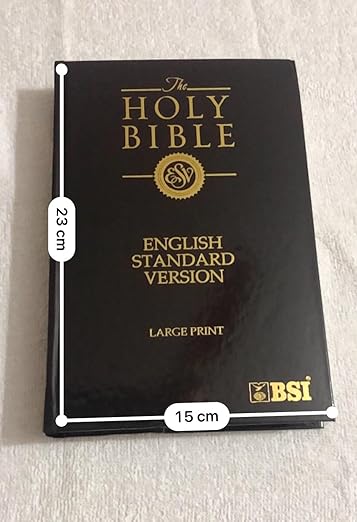 The
HOLY
BIBLE
ESV
ENGLISH
STANDARD
VERSION
LARGE PRINT
BSI
23 cm
15 cm